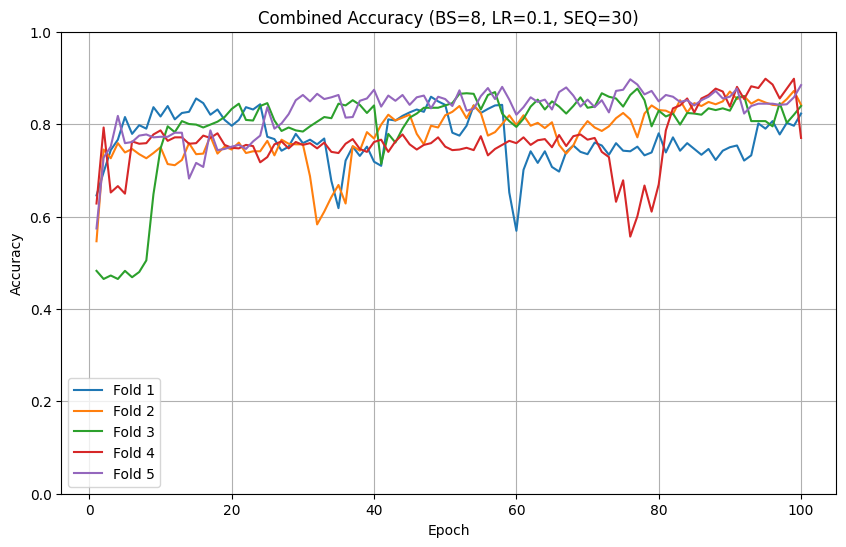 Combined Accuracy (BS=8, LR=0.1, SEQ=30)
1.0
0.8
0.6
0.4
0.2
0.0
Accuracy
Fold 1
Fold 2
Fold 3
Fold 4
Fold 5
0 20 40 60 80 100
Epoch